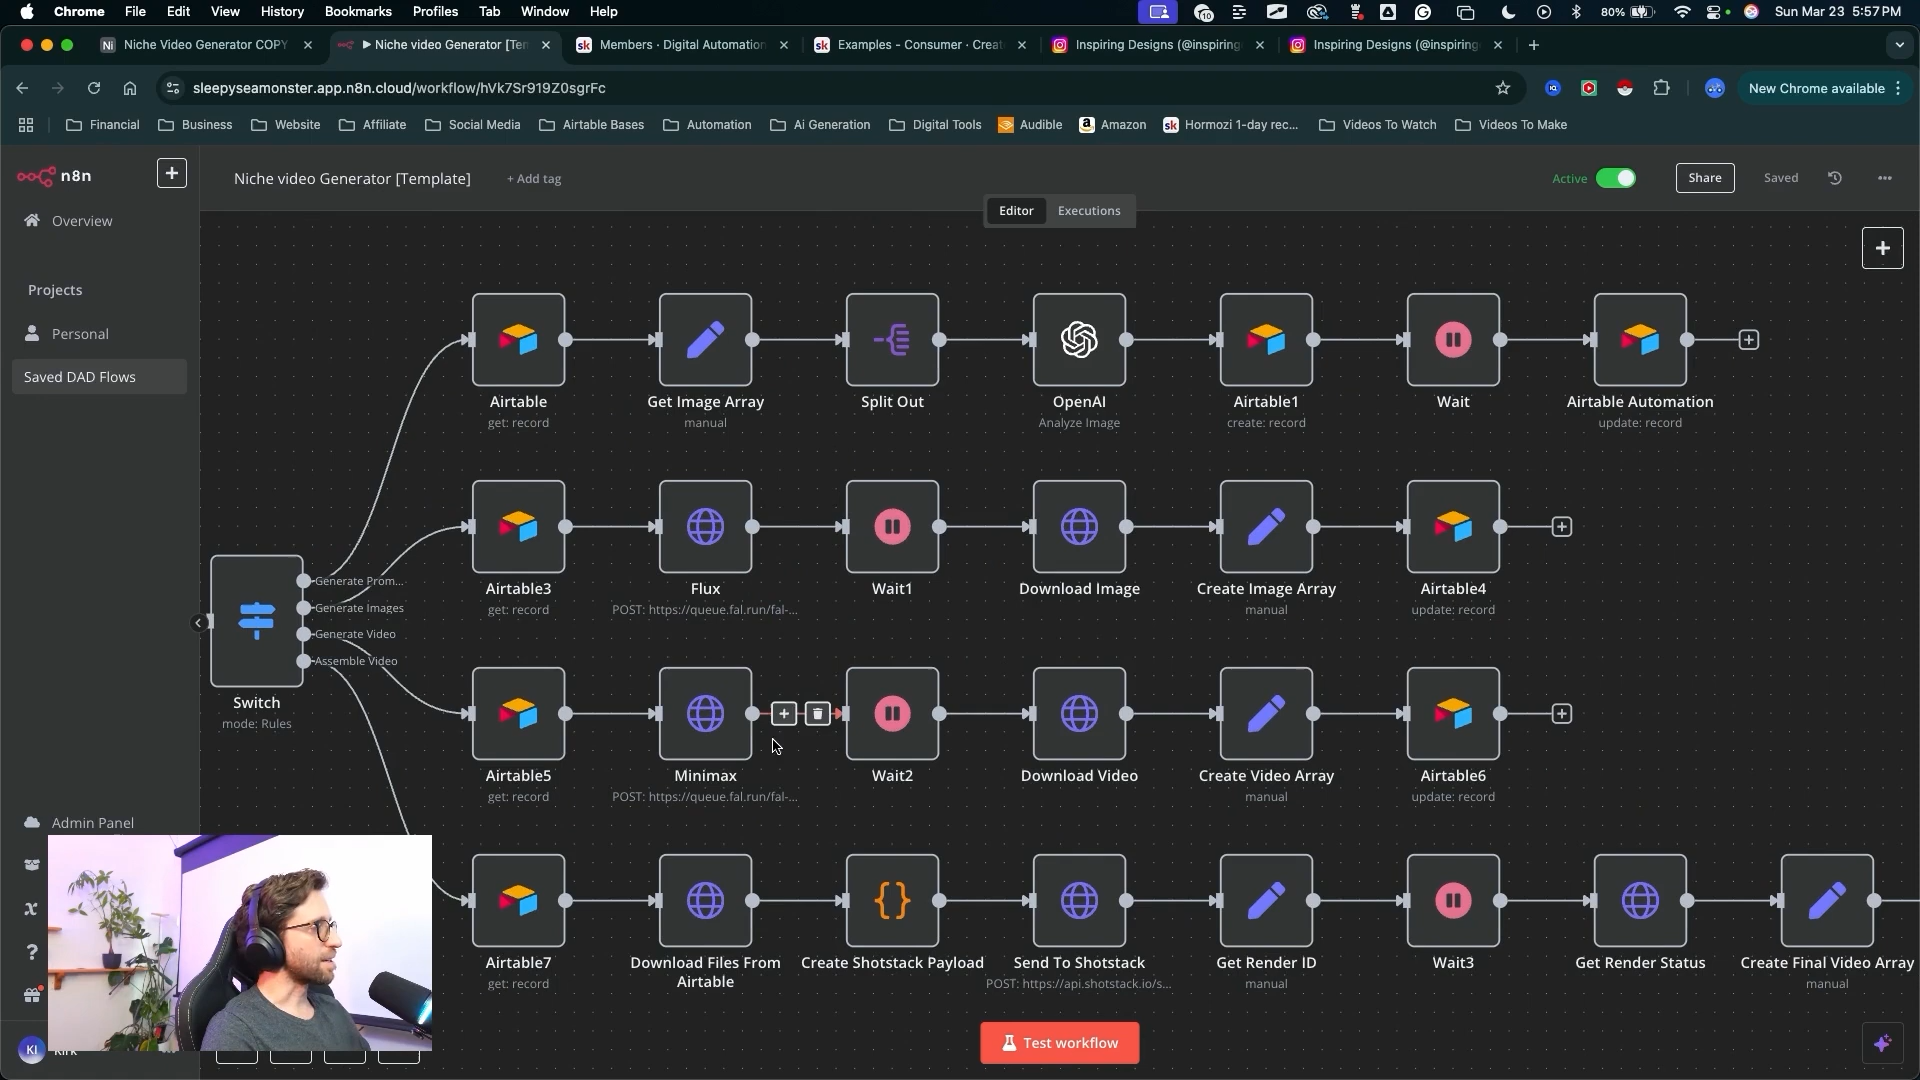 Chrome File Edit View History Bookmarks Profiles Tab Window Help
10
80%
Sun Mar 23 5:57 PM
Ni Niche Video Generator COPY
Niche video Generator [Ten
sk Members · Digital Automation
sk Examples - Consumer · Creat
Inspiring Designs (@inspiring
Inspiring Designs (@inspiring
sleepyseamonster.app.n8n.cloud/workflow/hVk7Sr919Z0sgrFc
New Chrome available
Financial Business Website Affiliate Social Media Airtable Bases Automation Ai Generation Digital Tools Audible Amazon sk Hormozi 1-day rec... Videos To Watch Videos To Make
n8n
Niche video Generator [Template]
+ Add tag
Active
Share
Saved
Editor
Executions
Overview
Projects
Personal
Saved DAD Flows
Admin Panel
KI
Kirk
Airtable
get: record
Get Image Array
manual
Split Out
OpenAI
Analyze Image
Airtable1
create: record
Wait
Airtable Automation
update: record
Airtable3
get: record
Flux
POST: https://queue.fal.run/fal-...
Wait1
Download Image
Create Image Array
manual
Airtable4
update: record
Generate Prom...
Generate Images
Generate Video
Assemble Video
Switch
mode: Rules
Airtable5
get: record
Minimax
POST: https://queue.fal.run/fal-...
Wait2
Download Video
Create Video Array
manual
Airtable6
update: record
Airtable7
get: record
Download Files From
Airtable
Create Shotstack Payload
Send To Shotstack
POST: https://api.shotstack.io/s...
Get Render ID
manual
Wait3
Get Render Status
Create Final Video Array
manual
Test workflow